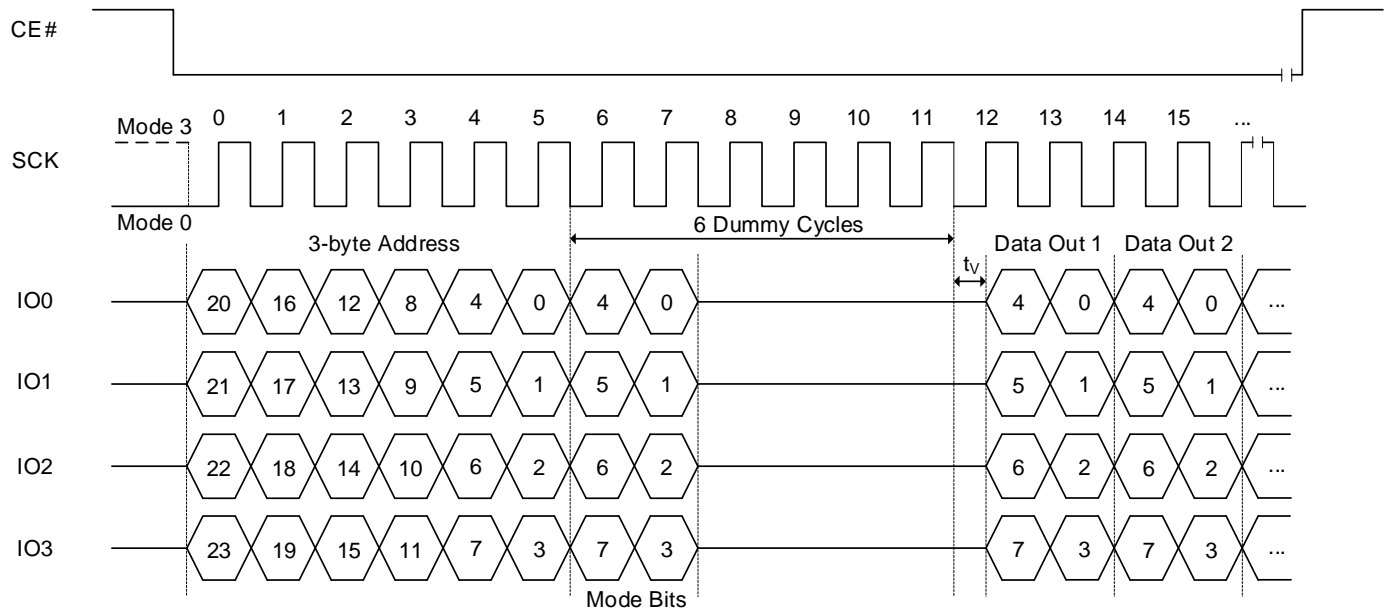 CE#
0 1 2 3 4 5 6 7 8 9 10 11 12 13 14 15 ...
Mode 3
SCK
Mode 0
6 Dummy Cycles
3-byte Address
Data Out 1 Data Out 2
tV
IO0 20 16 12 8 4 0 4 0 4 0 4 0 ...
IO1 21 17 13 9 5 1 5 1 5 1 5 1 ...
IO2 22 18 14 10 6 2 6 2 6 2 6 2 ...
IO3 23 19 15 11 7 3 7 3 7 3 7 3 ...
Mode Bits